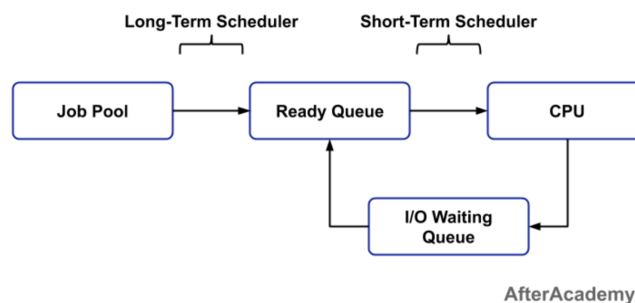 Long-Term Scheduler
Short-Term Scheduler
Job Pool
Ready Queue
CPU
I/O Waiting
Queue
AfterAcademy